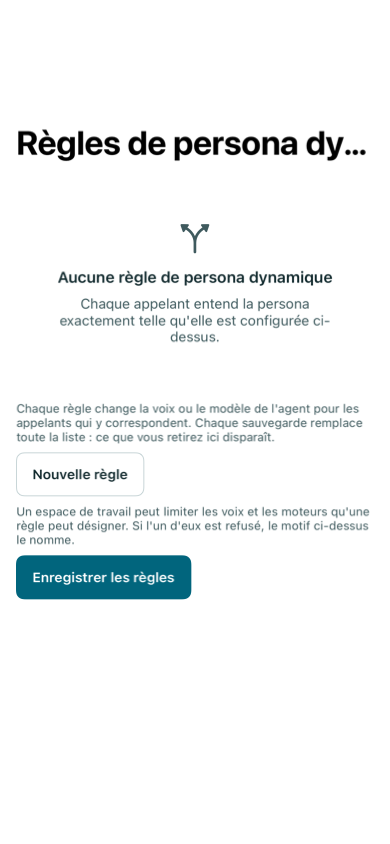 Règles de persona dy...
Aucune règle de persona dynamique
Chaque appelant entend la persona
exactement telle qu'elle est configurée ci-
dessus.
Chaque règle change la voix ou le modèle de l'agent pour les
appelants qui y correspondent. Chaque sauvegarde remplace
toute la liste : ce que vous retirez ici disparaît.
Nouvelle règle
Un espace de travail peut limiter les voix et les moteurs qu'une
règle peut désigner. Si l'un d'eux est refusé, le motif ci-dessus
le nomme.
Enregistrer les règles